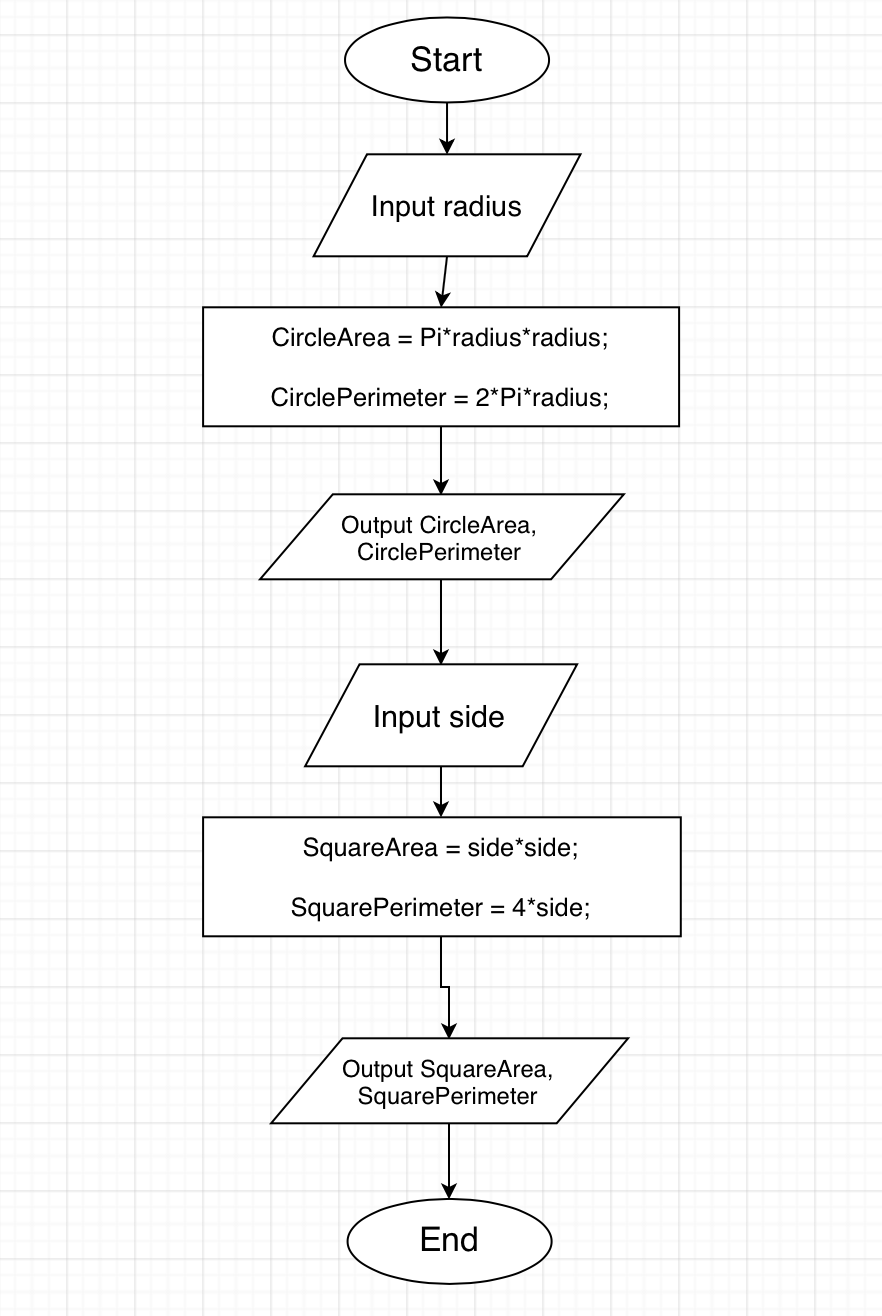 Start
Input radius
CircleArea = Pi*radius*radius;
CirclePerimeter = 2*Pi*radius;
Output CircleArea,
CirclePerimeter
Input side
SquareArea = side*side;
SquarePerimeter = 4*side;
Output SquareArea,
SquarePerimeter
End